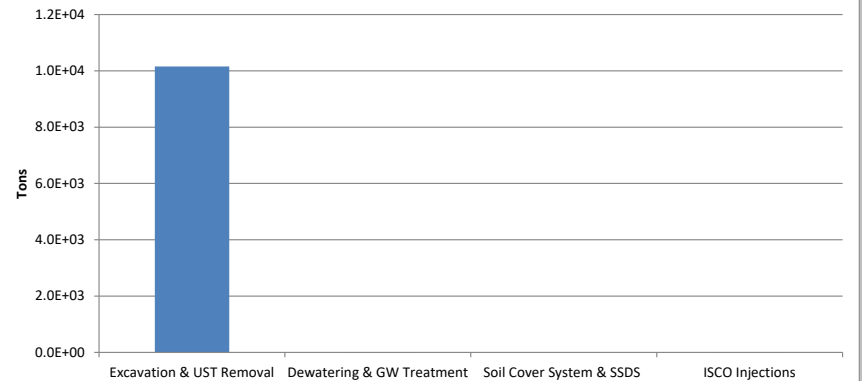 1.2E+04
1.0E+04
8.0E+03
6.0E+03
4.0E+03
2.0E+03
0.0E+00
Tons
Excavation & UST Removal Dewatering & GW Treatment Soil Cover System & SSDS ISCO Injections